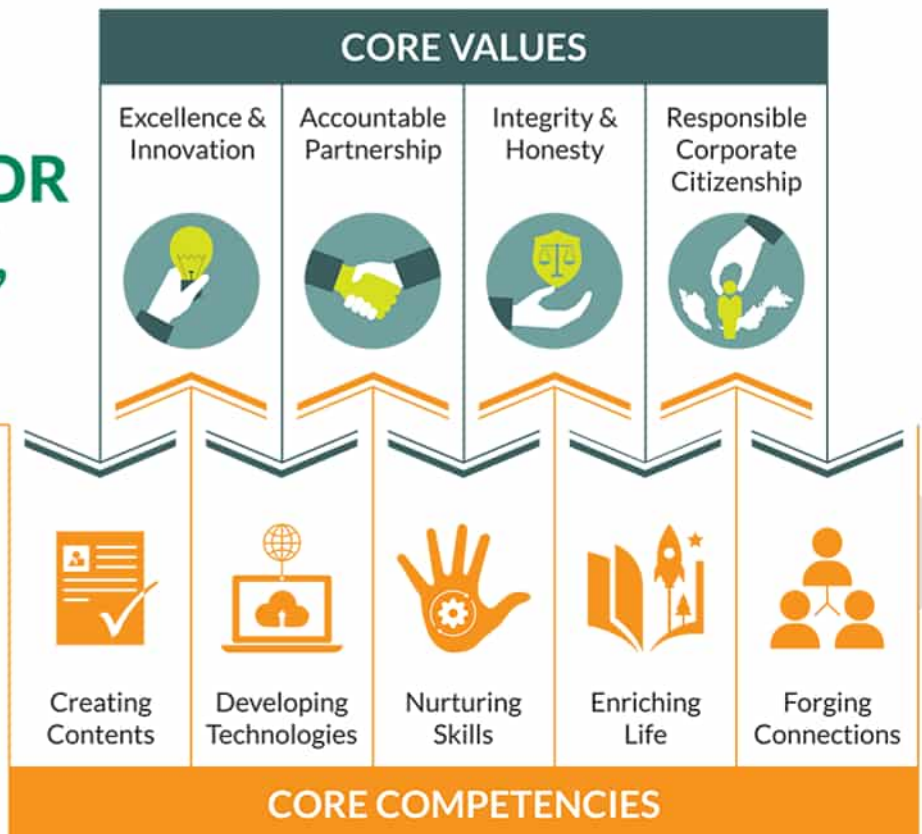 CORE VALUES
Excellence &
Innovation
Accountable
Partnership
Integrity &
Honesty
Responsible
Corporate
Citizenship
Creating
Contents
Developing
Technologies
Nurturing
Skills
Enriching
Life
Forging
Connections
CORE COMPETENCIES